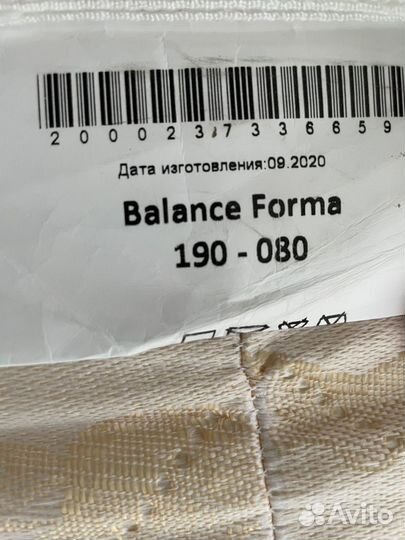 2000237336659
Дата изготовления:09.2020
Balance Forma
190 - 080
Avito